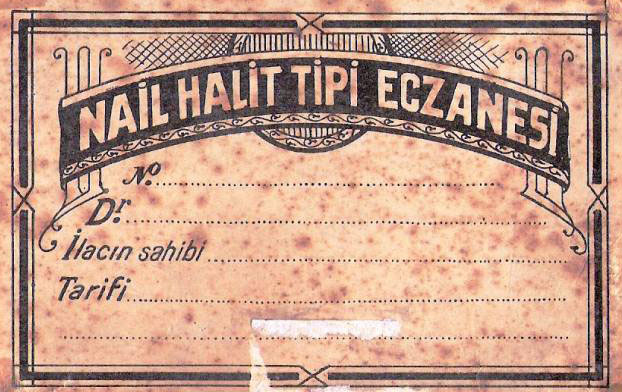 NAİL HALİT TİPİ ECZANESİ
No.
Dr.
İlacın sahibi
Tarifi